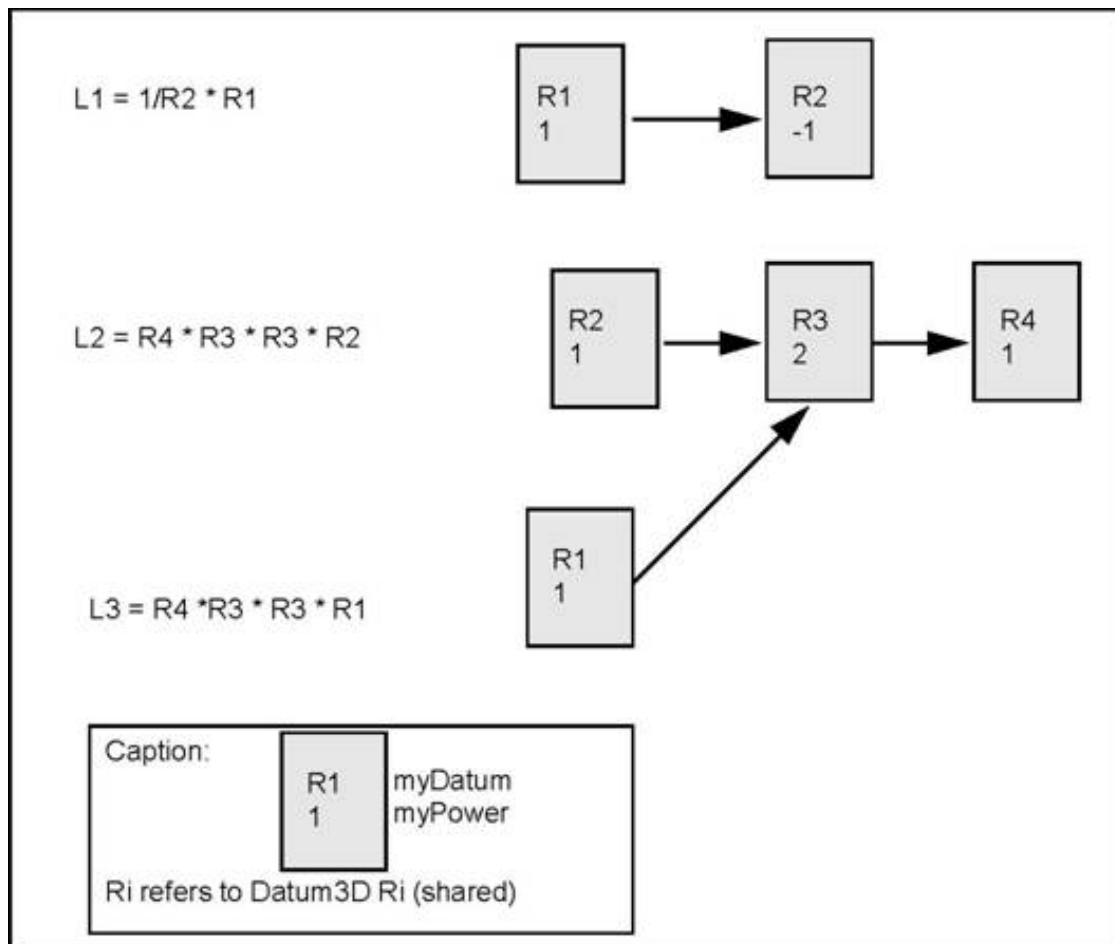 L1 = 1/R2 * R1
R1
1
R2
-1
L2 = R4 * R3 * R3 * R2
R2
1
R3
2
R4
1
L3 = R4 *R3 * R3 * R1
R1
1
Caption:
R1
1
myDatum
myPower
Ri refers to Datum3D Ri (shared)